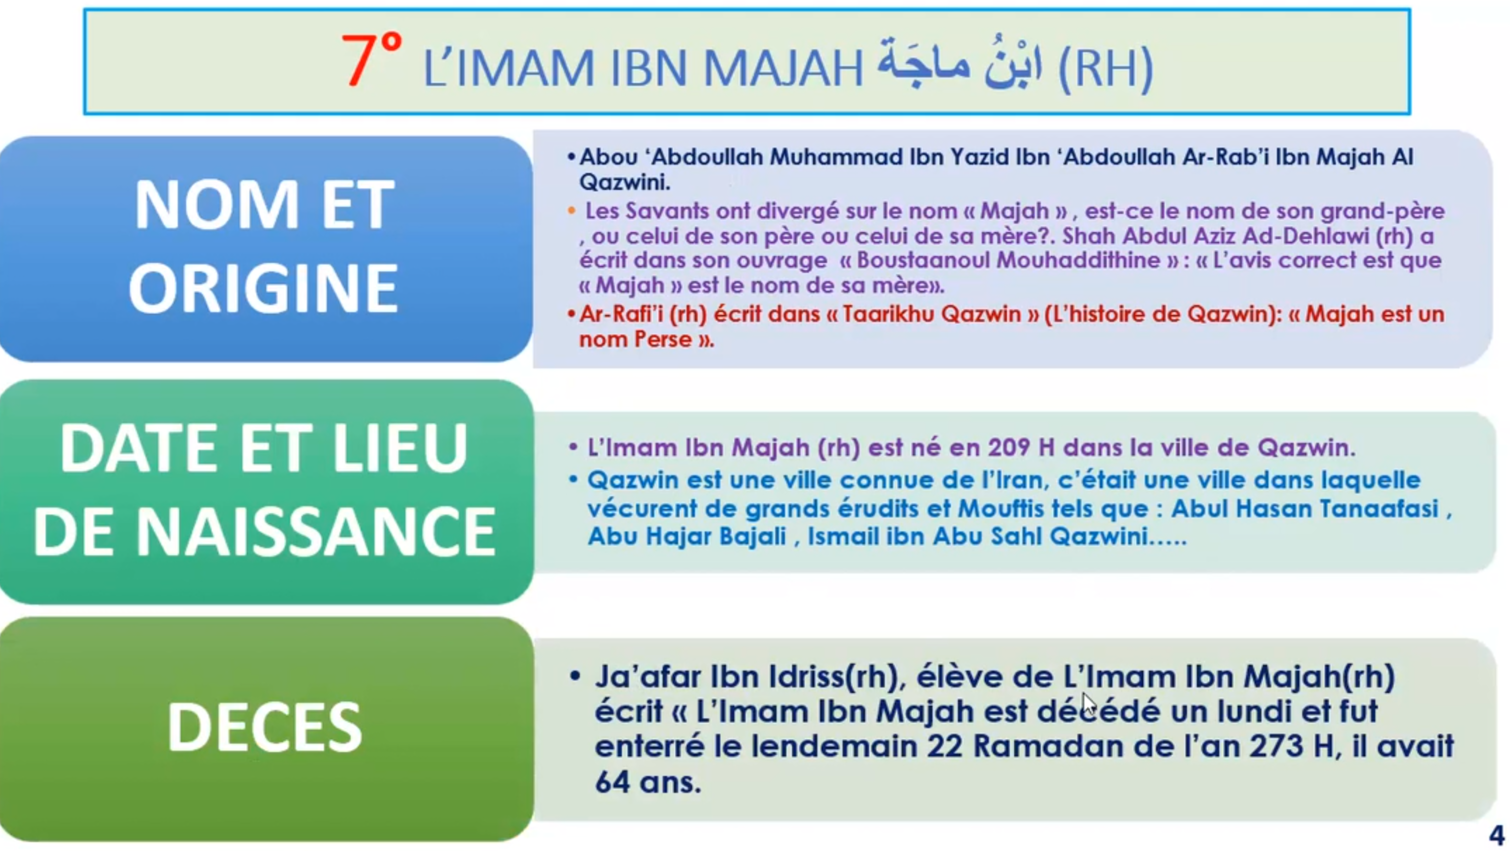 7° L'IMAM IBN MAJAH ابْنُ ماجَة (RH)
NOM ET
ORIGINE
•Abou ‘Abdoullah Muhammad Ibn Yazid Ibn ‘Abdoullah Ar-Rab'i Ibn Majah Al
Qazwini.
• Les Savants ont divergé sur le nom « Majah » , est-ce le nom de son grand-père
, ou celui de son père ou celui de sa mère?. Shah Abdul Aziz Ad-Dehlawi (rh) a
écrit dans son ouvrage « Boustaanoul Mouhaddithine » : « L'avis correct est que
« Majah » est le nom de sa mère».
•Ar-Rafi'i (rh) écrit dans « Taarikhu Qazwin » (L'histoire de Qazwin): « Majah est un
nom Perse ».
DATE ET LIEU
DE NAISSANCE
• L'Imam Ibn Majah (rh) est né en 209 H dans la ville de Qazwin.
• Qazwin est une ville connue de l'Iran, c'était une ville dans laquelle
vécurent de grands érudits et Mouftis tels que : Abul Hasan Tanaafasi ,
Abu Hajar Bajali , Ismail ibn Abu Sahl Qazwini.....
DECES
• Ja'afar Ibn Idriss(rh), élève de L'Imam Ibn Majah(rh)
écrit « L'Imam Ibn Majah est décédé un lundi et fut
enterré le lendemain 22 Ramadan de l'an 273 H, il avait
64 ans.
4